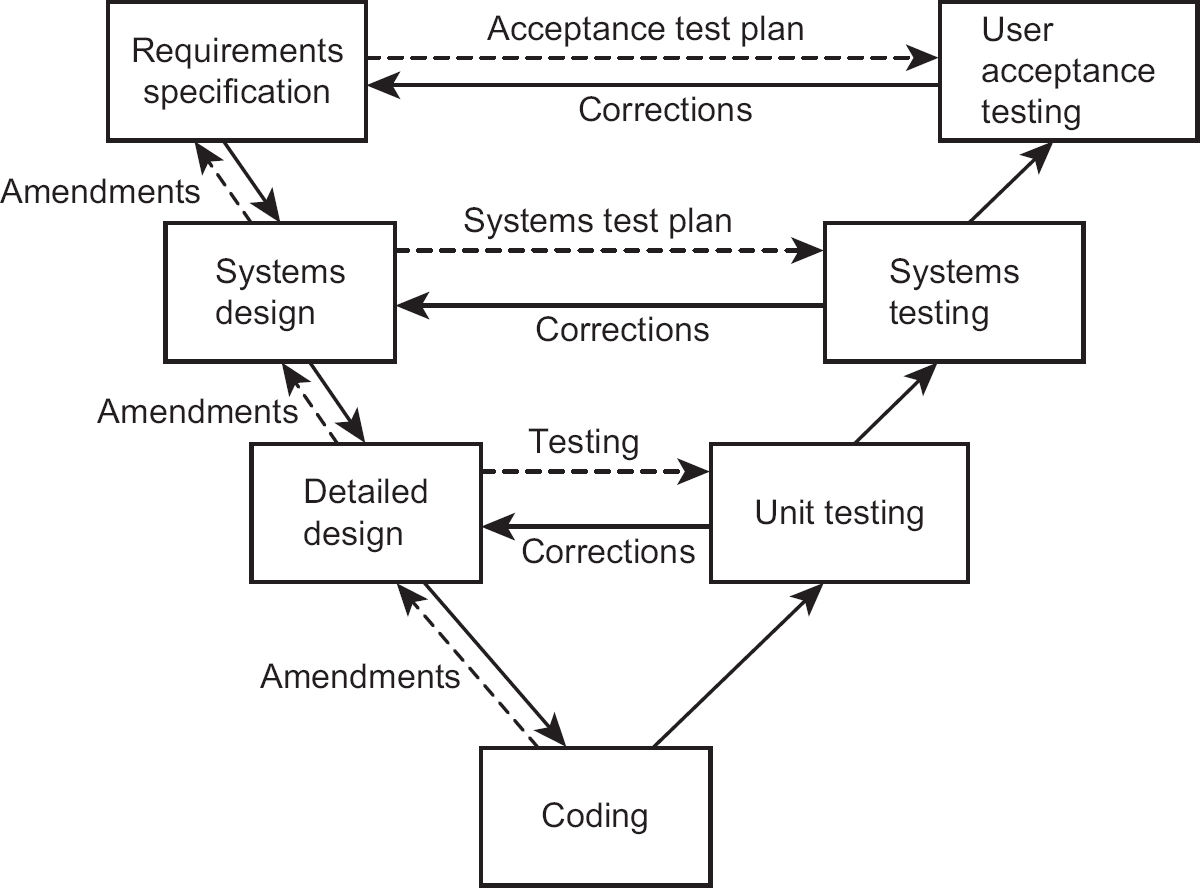 Requirements
specification
Acceptance test plan
Corrections
User
acceptance
testing
Amendments
Systems
design
Systems test plan
Corrections
Systems
testing
Amendments
Detailed
design
Testing
Corrections
Unit testing
Amendments
Coding